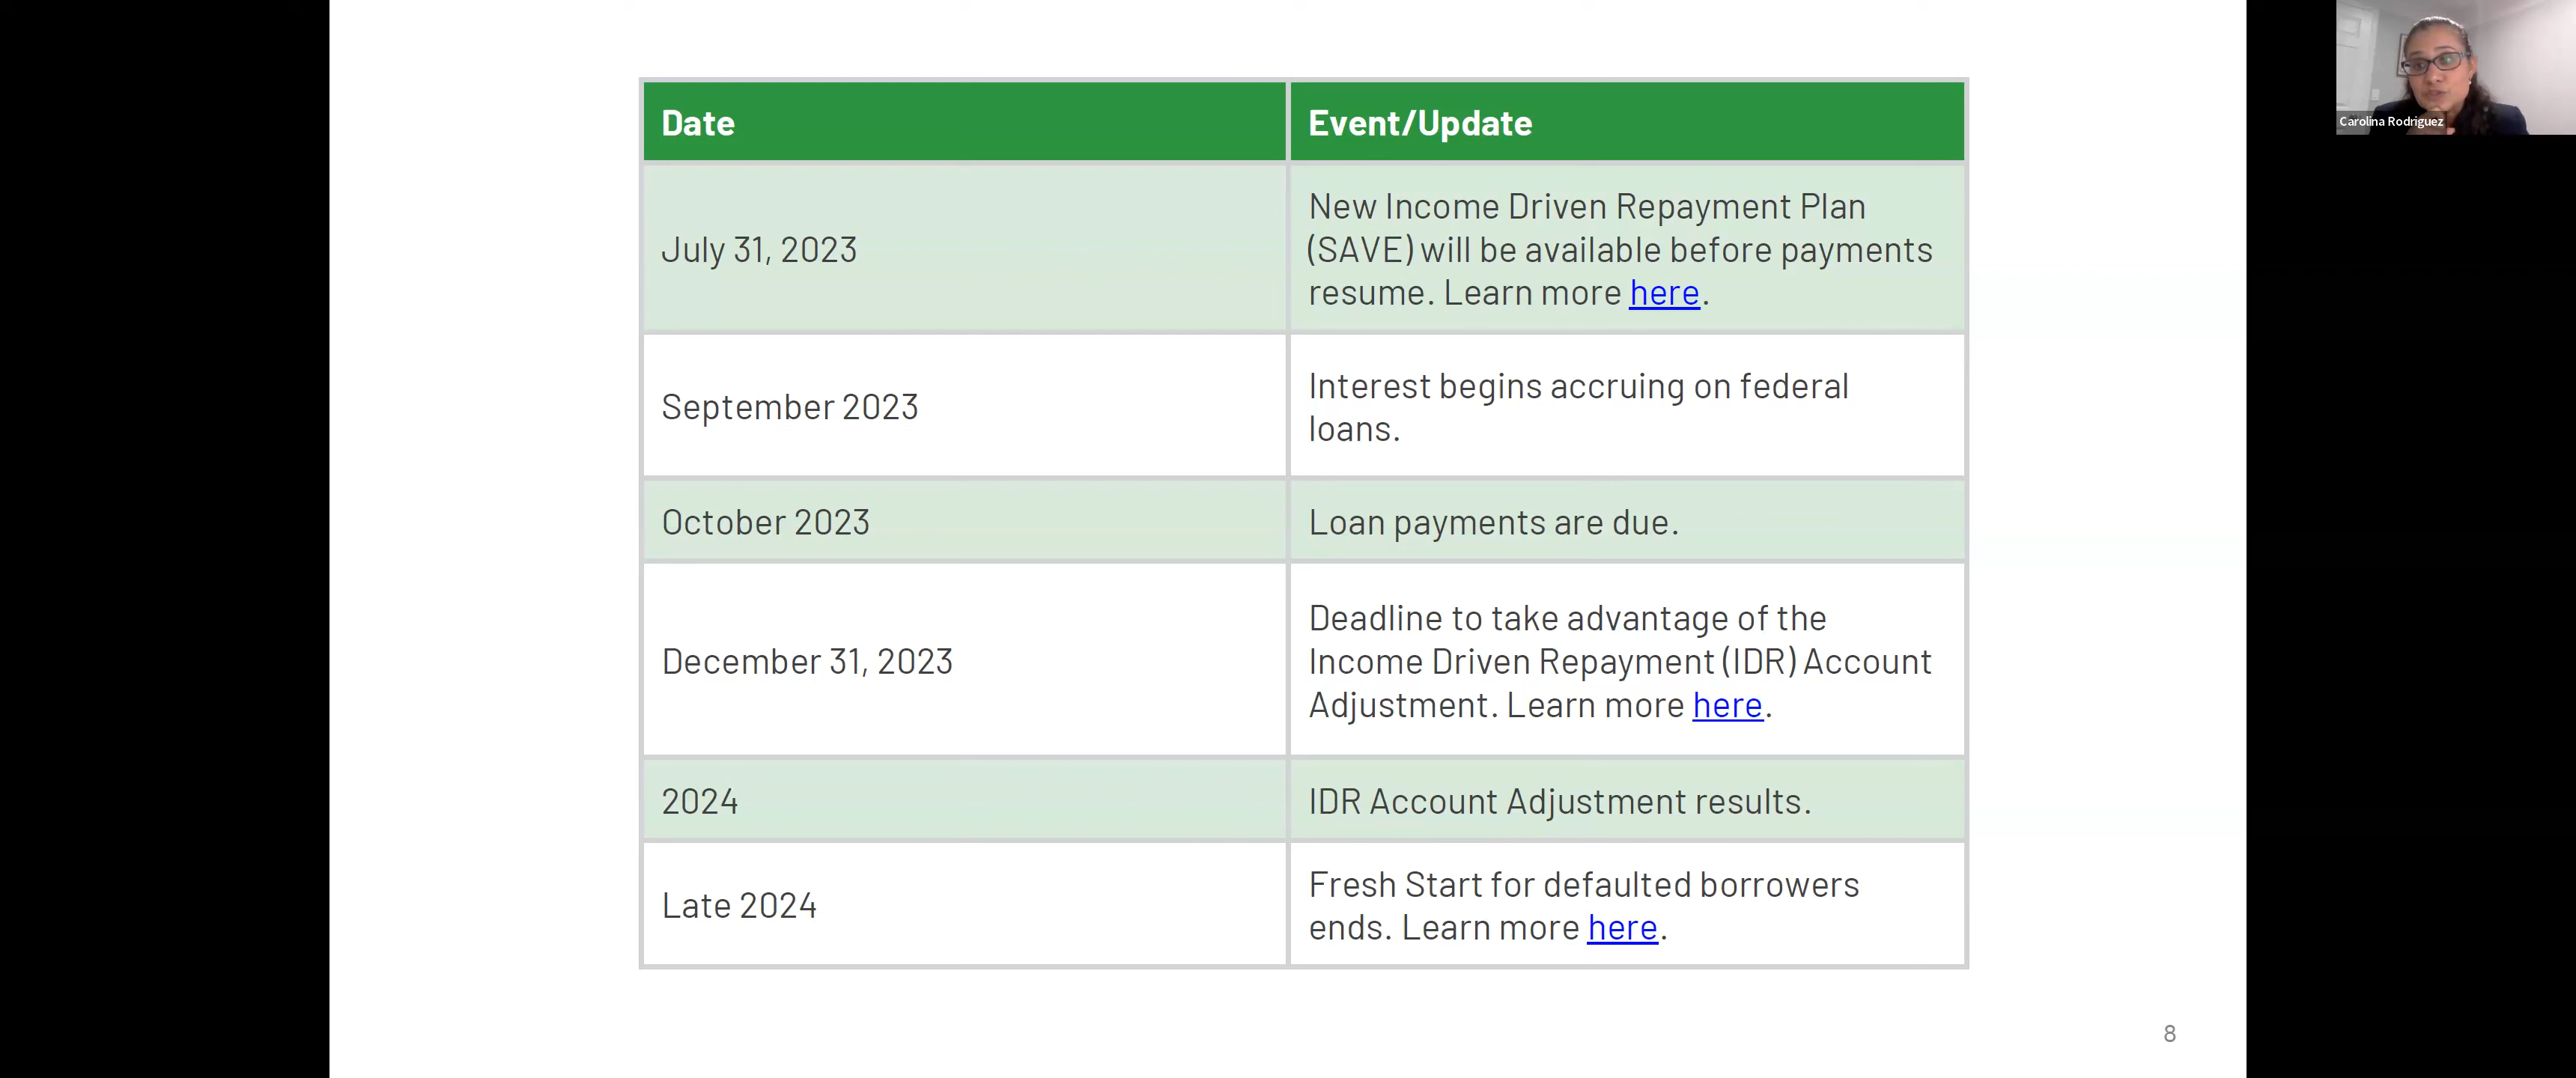 Date
Event/Update
July 31, 2023
New Income Driven Repayment Plan
(SAVE) will be available before payments
resume. Learn more here.
September 2023
Interest begins accruing on federal
loans.
October 2023
Loan payments are due.
December 31, 2023
Deadline to take advantage of the
Income Driven Repayment (IDR) Account
Adjustment. Learn more here.
2024
IDR Account Adjustment results.
Late 2024
Fresh Start for defaulted borrowers
ends. Learn more here.
8
Carolina Rodriguez